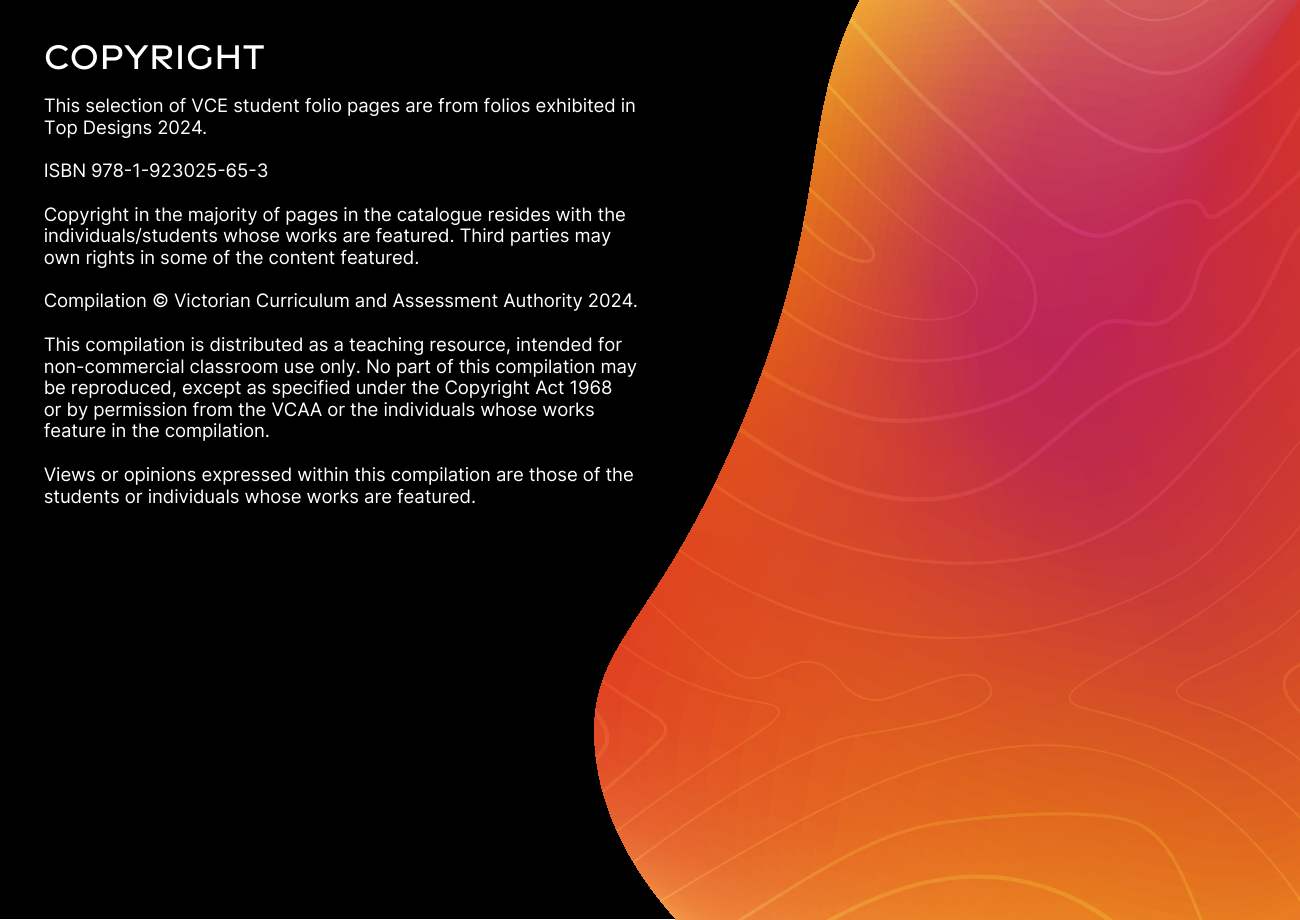 COPYRIGHT
This selection of VCE student folio pages are from folios exhibited in
Top Designs 2024.
ISBN 978-1-923025-65-3
Copyright in the majority of pages in the catalogue resides with the
individuals/students whose works are featured. Third parties may
own rights in some of the content featured.
Compilation © Victorian Curriculum and Assessment Authority 2024.
This compilation is distributed as a teaching resource, intended for
non-commercial classroom use only. No part of this compilation may
be reproduced, except as specified under the Copyright Act 1968
or by permission from the VCAA or the individuals whose works
feature in the compilation.
Views or opinions expressed within this compilation are those of the
students or individuals whose works are featured.